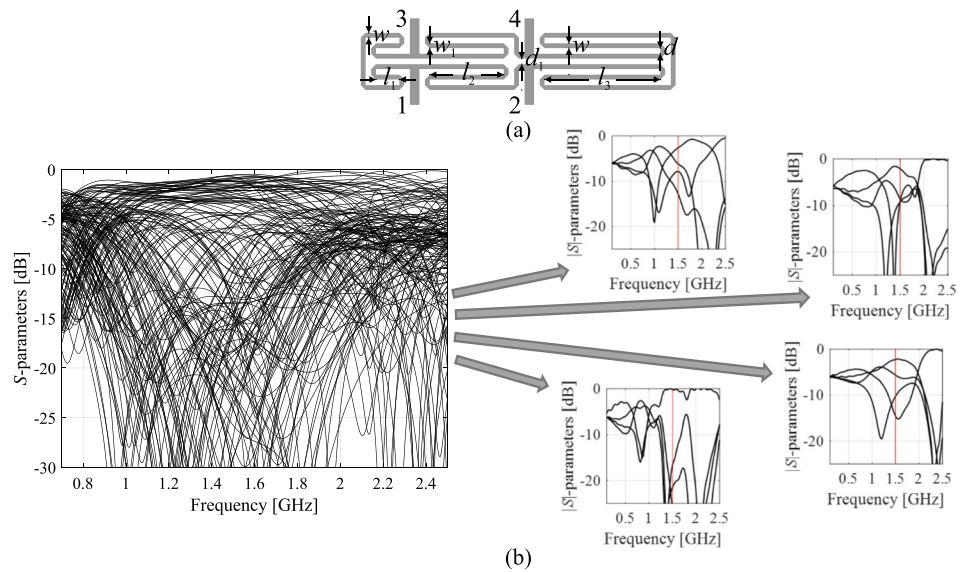 3 4
w w₁ d₁ w d
l₁ l₂ l₃
1 2
(a)
S-parameters [dB]
0
-5
-10
-15
-20
-25
-30
0.8 1 1.2 1.4 1.6 1.8 2 2.2 2.4
Frequency [GHz]
|S|-parameters [dB]
0
-10
-20
0.5 1 1.5 2 2.5
Frequency [GHz]
|S|-parameters [dB]
0
-10
-20
0.5 1 1.5 2 2.5
Frequency [GHz]
|S|-parameters [dB]
0
-10
-20
0.5 1 1.5 2 2.5
Frequency [GHz]
|S|-parameters [dB]
0
-10
-20
0.5 1 1.5 2 2.5
Frequency [GHz]
(b)